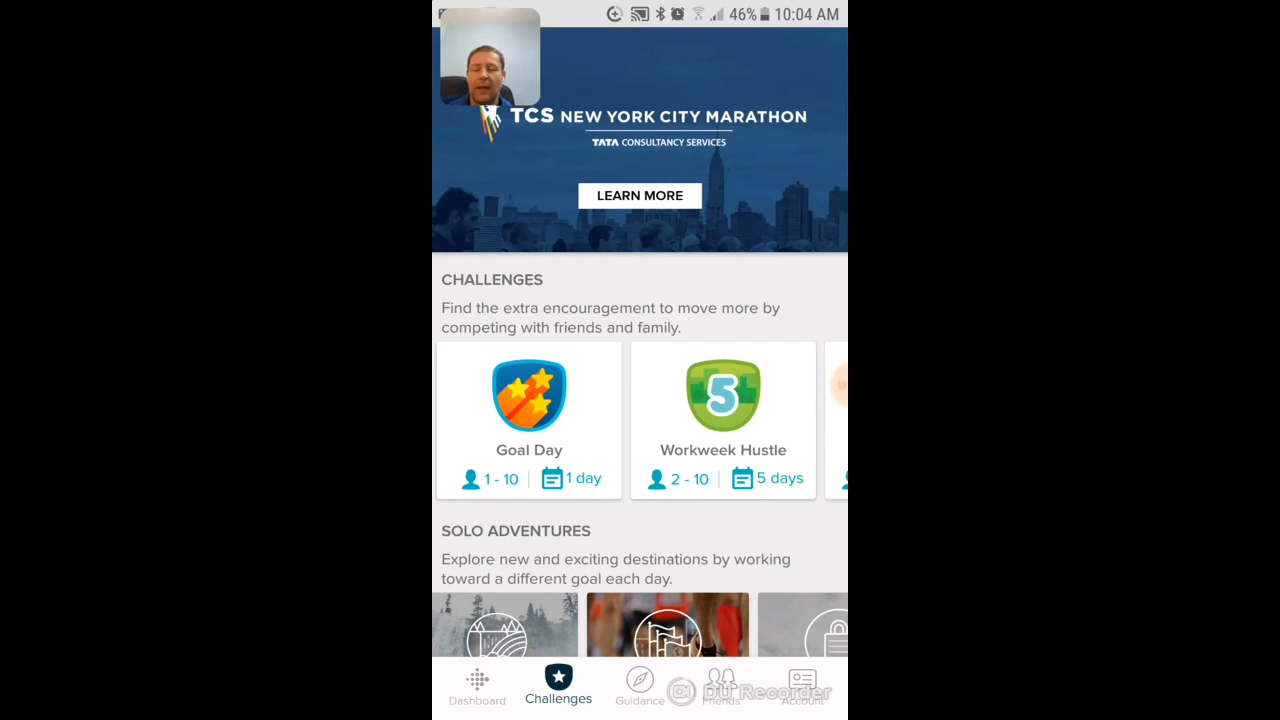 46% 10:04 AM
TCS NEW YORK CITY MARATHON
TATA CONSULTANCY SERVICES
LEARN MORE
CHALLENGES
Find the extra encouragement to move more by
competing with friends and family.
Goal Day
1 - 10 1 day
Workweek Hustle
2 - 10 5 days
5
SOLO ADVENTURES
Explore new and exciting destinations by working
toward a different goal each day.
Dashboard
Challenges
Guidance
Friends
Account
DU Recorder